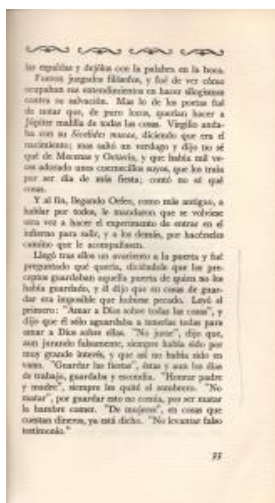 las espaldas y dejólos con la palabra en la boca.
Fueron juzgados filósofos, y fué de ver cómo
ocupaban sus entendimientos en hacer silogismos
contra su salvación. Mas lo de los poetas fué
de notar que, de puro locos, querían hacer a
Júpiter malilla de todas las cosas. Virgilio anda-
ba con su Sicelides musae, diciendo que era el
nacimiento; mas saltó un verdugo y dijo no sé
qué de Mecenas y Octavia, y que había mil ve-
ces adorado unos cuernecillos suyos, que los traía
por ser día de más fiesta; contó no sé qué
cosas.
Y al fin, llegando Orfeo, como más antiguo, a
hablar por todos, le mandaron que se volviese
otra vez a hacer el experimento de entrar en el
infierno para salir, y a los demás, por hacérseles
camino que le acompañasen.
Llegó tras ellos un avariento a la puerta y fué
preguntado qué quería, diciéndole que los pre-
ceptos guardaban aquella puerta de quien no los
había guardado, y él dijo que en cosas de guar-
dar era imposible que hubiese pecado. Leyó el
primero: "Amar a Dios sobre todas las cosas", y
dijo que él sólo aguardaba a tenerlas todas para
amar a Dios sobre ellas. "No jurar", dijo que,
aun jurando falsamente, siempre había sido por
muy grande interés, y que así no había sido en
vano. "Guardar las fiestas", éstas y aun los días
de trabajo, guardaba y escondía. "Honrar padre
y madre", siempre les quité el sombrero. "No
matar", por guardar esto no comía, por ser matar
la hambre comer. "De mujeres", en cosas que
cuestan dineros, ya está dicho. "No levantar falso
testimonio."
33